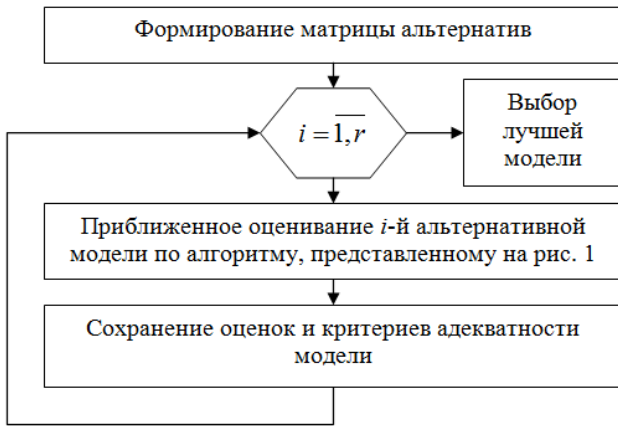 Формирование матрицы альтернатив
i = 1, r
Выбор
лучшей
модели
Приближенное оценивание i-й альтернативной
модели по алгоритму, представленному на рис. 1
Сохранение оценок и критериев адекватности
модели